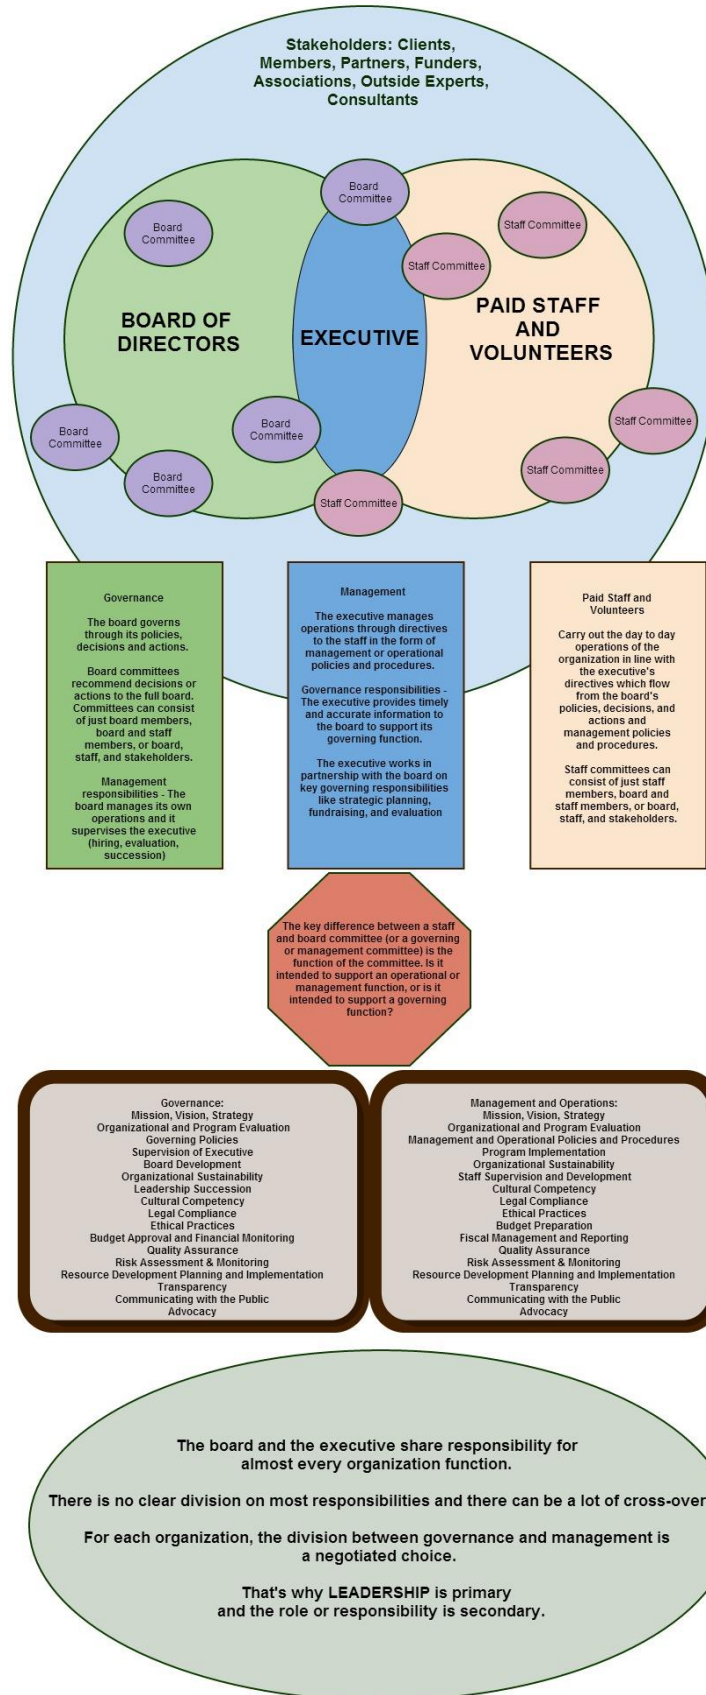 Stakeholders: Clients,
Members, Partners, Funders,
Associations, Outside Experts,
Consultants
Board
Committee
Board
Committee
Staff Committee
Staff Committee
BOARD OF
DIRECTORS
EXECUTIVE
PAID STAFF
AND
VOLUNTEERS
Board
Committee
Board
Committee
Staff Committee
Board
Committee
Staff Committee
Staff Committee
Governance
The board governs
through its policies,
decisions and actions.
Board committees
recommend decisions or
actions to the full board.
Committees can consist
of just board members,
board and staff
members, or board,
staff, and stakeholders.
Management
responsibilities - The
board manages its own
operations and it
supervises the executive
(hiring, evaluation,
succession)
Management
The executive manages
operations through directives
to the staff in the form of
management or operational
policies and procedures.
Governance responsibilities -
The executive provides timely
and accurate information to
the board to support its
governing function.
The executive works in
partnership with the board on
key governing responsibilities
like strategic planning,
fundraising, and evaluation
Paid Staff and
Volunteers
Carry out the day to day
operations of the
organization in line with
the executive's
directives which flow
from the board's
policies, decisions, and
actions and
management policies
and procedures.
Staff committees can
consist of just staff
members, board and
staff members, or board,
staff, and stakeholders.
The key difference between a staff
and board committee (or a governing
or management committee) is the
function of the committee. Is it
intended to support an operational or
management function, or is it
intended to support a governing
function?
Governance:
Mission, Vision, Strategy
Organizational and Program Evaluation
Governing Policies
Supervision of Executive
Board Development
Organizational Sustainability
Leadership Succession
Cultural Competency
Legal Compliance
Ethical Practices
Budget Approval and Financial Monitoring
Quality Assurance
Risk Assessment & Monitoring
Resource Development Planning and Implementation
Transparency
Communicating with the Public
Advocacy
Management and Operations:
Mission, Vision, Strategy
Organizational and Program Evaluation
Management and Operational Policies and Procedures
Program Implementation
Organizational Sustainability
Staff Supervision and Development
Cultural Competency
Legal Compliance
Ethical Practices
Budget Preparation
Fiscal Management and Reporting
Quality Assurance
Risk Assessment & Monitoring
Resource Development Planning and Implementation
Transparency
Communicating with the Public
Advocacy
The board and the executive share responsibility for
almost every organization function.
There is no clear division on most responsibilities and there can be a lot of cross-over
For each organization, the division between governance and management is
a negotiated choice.
That's why LEADERSHIP is primary
and the role or responsibility is secondary.